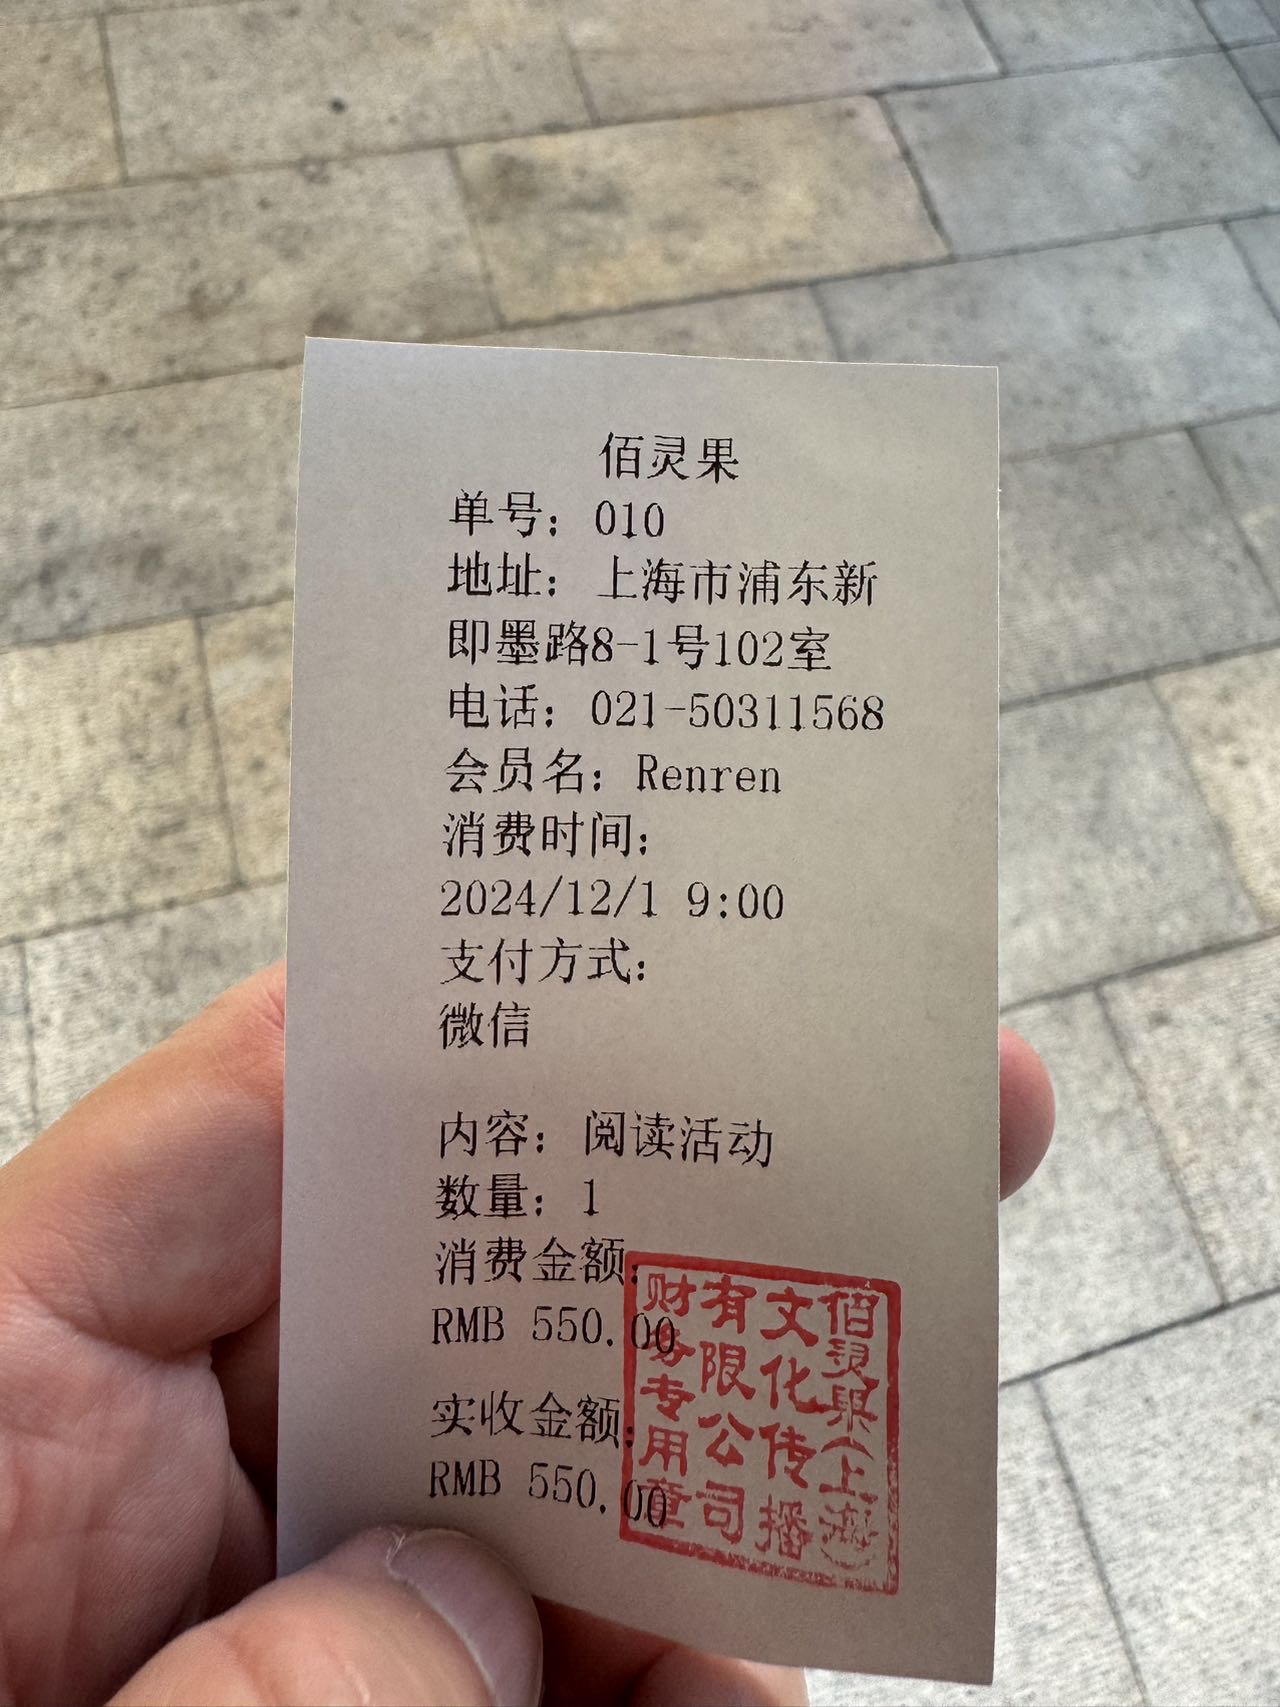 佰灵果
单号：010
地址：上海市浦东新
即墨路8-1号102室
电话：021-50311568
会员名：Renren
消费时间：
2024/12/1 9:00
支付方式：
微信
内容：阅读活动
数量：1
消费金额：
RMB 550.00
实收金额：
RMB 550.00
佰灵果（上海）
文化传播
有限公司
财务专用章